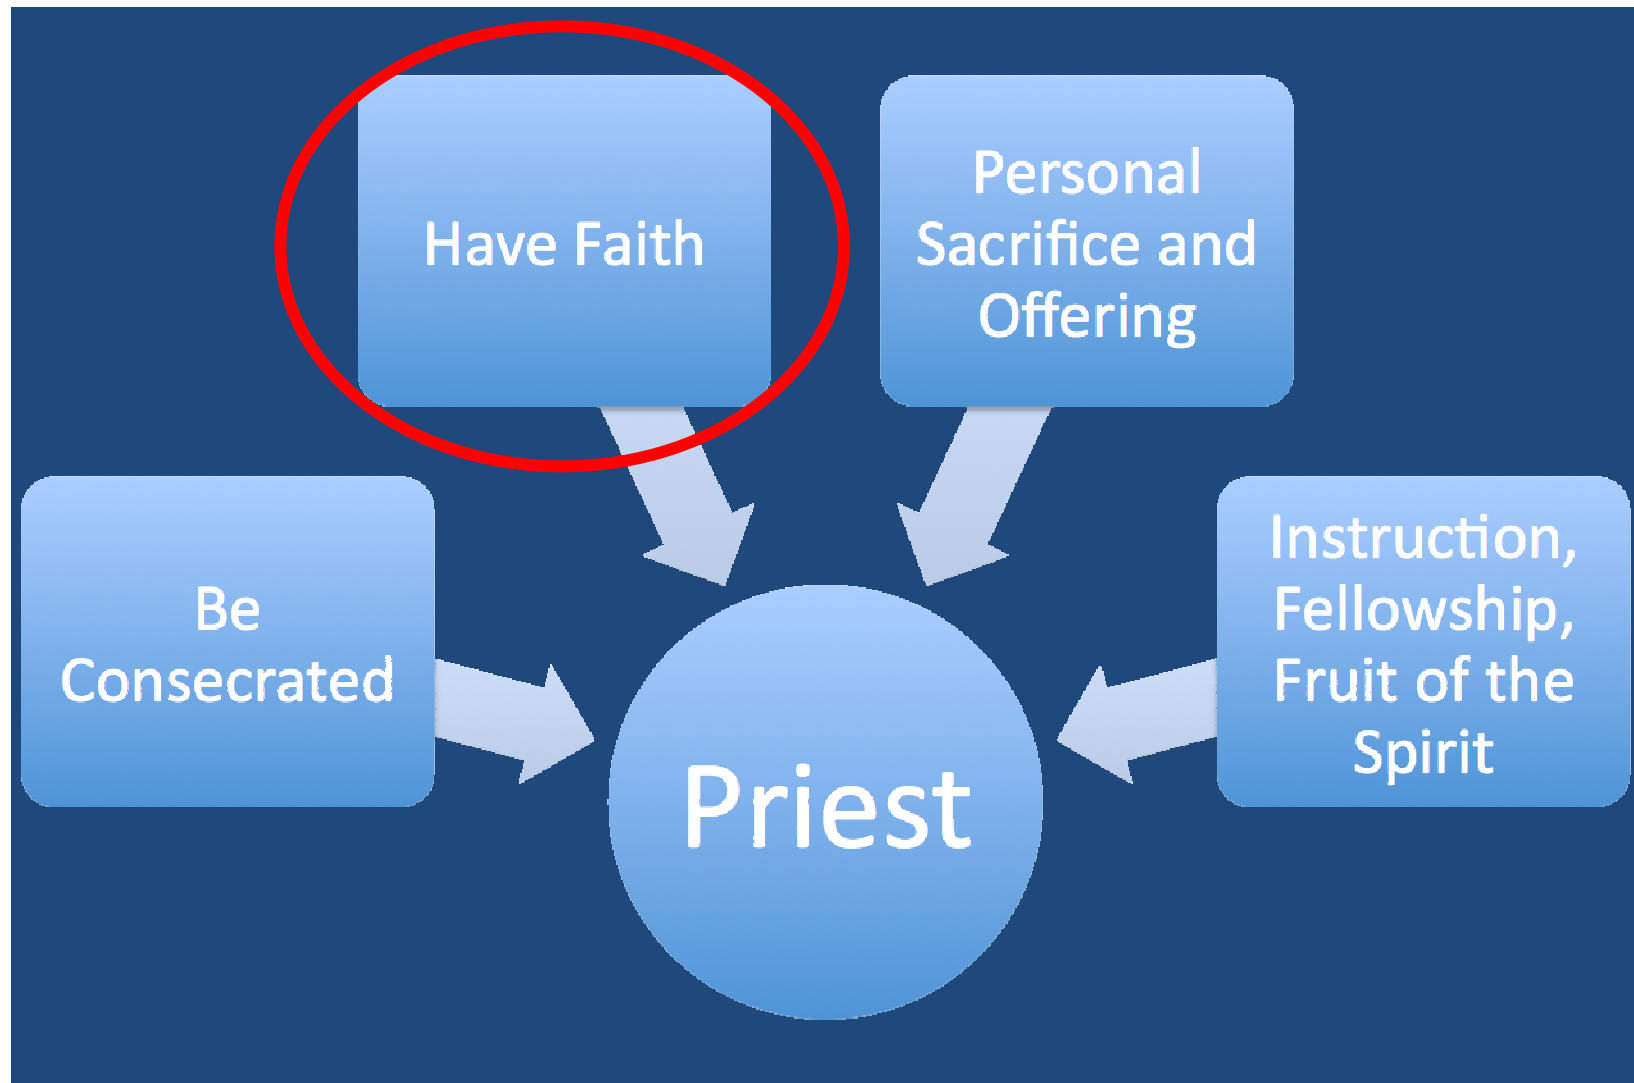 Have Faith
Personal
Sacrifice and
Offering
Be
Consecrated
Instruction,
Fellowship,
Fruit of the
Spirit
Priest